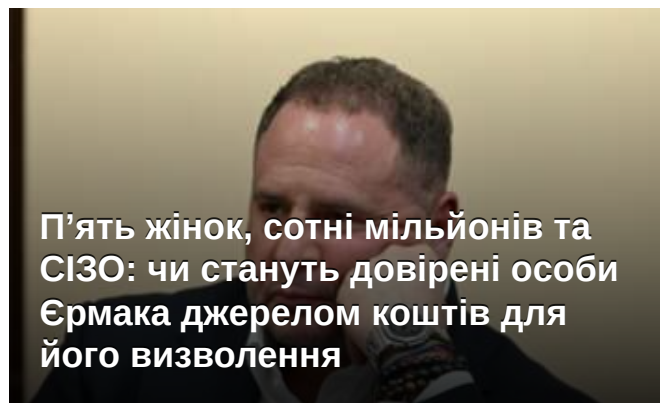 П’ять жінок, сотні мільйонів та
СІЗО: чи стануть довірені особи
Єрмака джерелом коштів для
його визволення